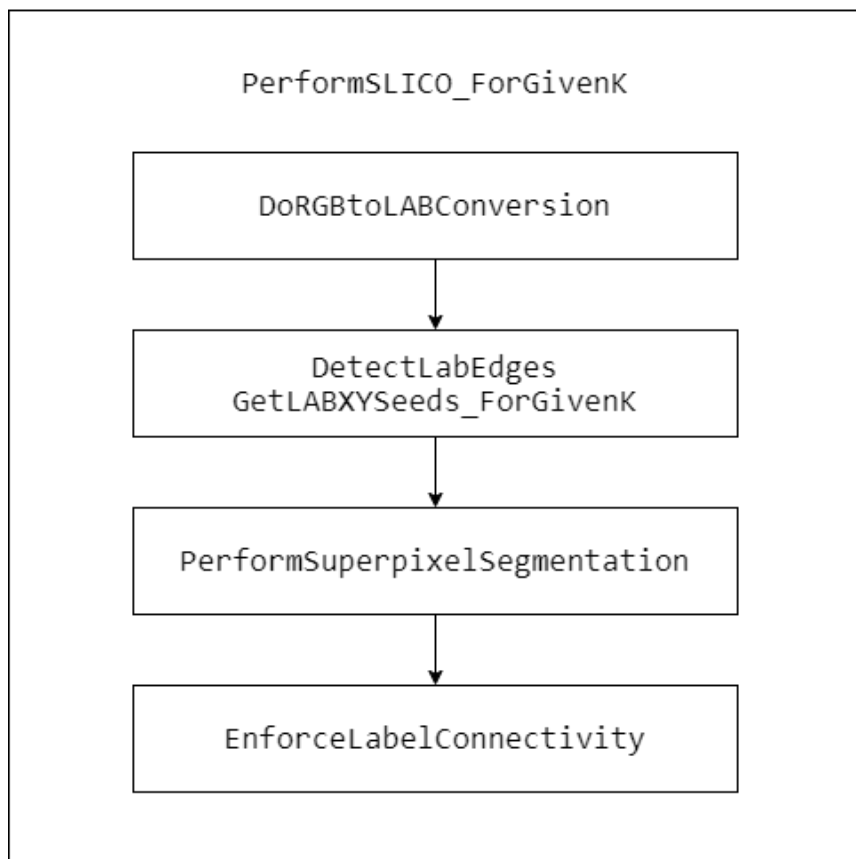 PerformSLICO_ForGivenK
DoRGBtoLABConversion
DetectLabEdges
GetLABXYSeeds_ForGivenK
PerformSuperpixelSegmentation
EnforceLabelConnectivity